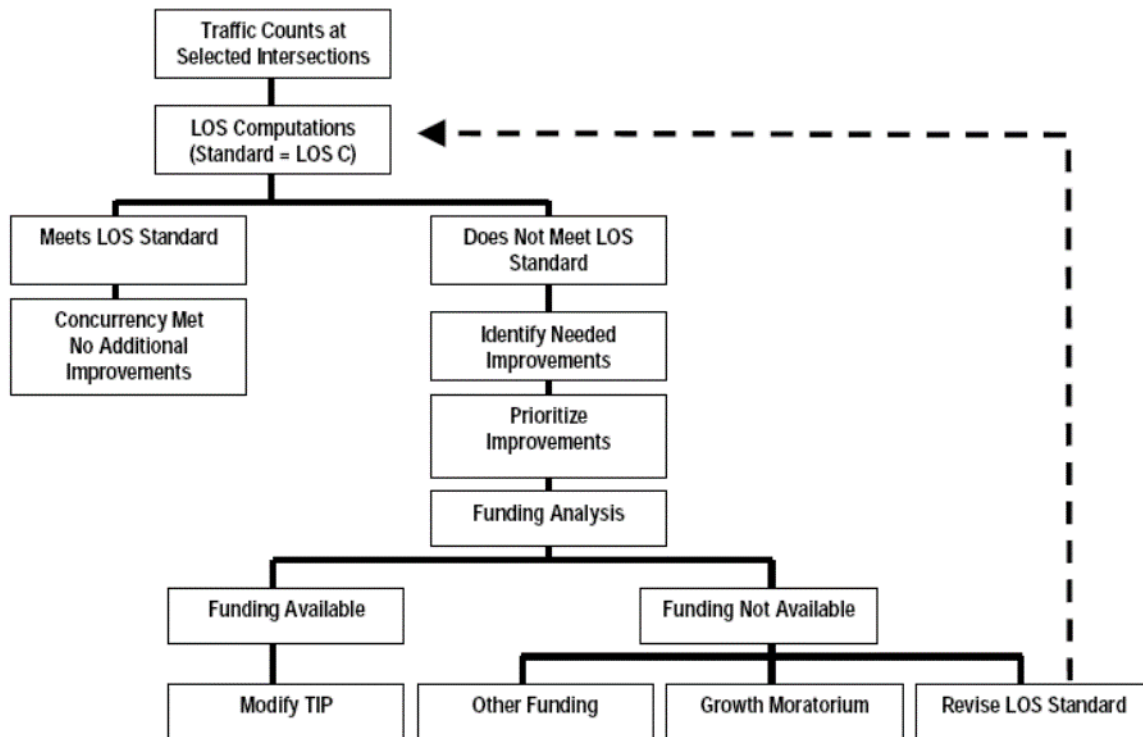 Traffic Counts at
Selected Intersections
LOS Computations
(Standard = LOS C)
Meets LOS Standard
Does Not Meet LOS
Standard
Concurrency Met
No Additional
Improvements
Identify Needed
Improvements
Prioritize
Improvements
Funding Analysis
Funding Available
Funding Not Available
Modify TIP
Other Funding
Growth Moratorium
Revise LOS Standard